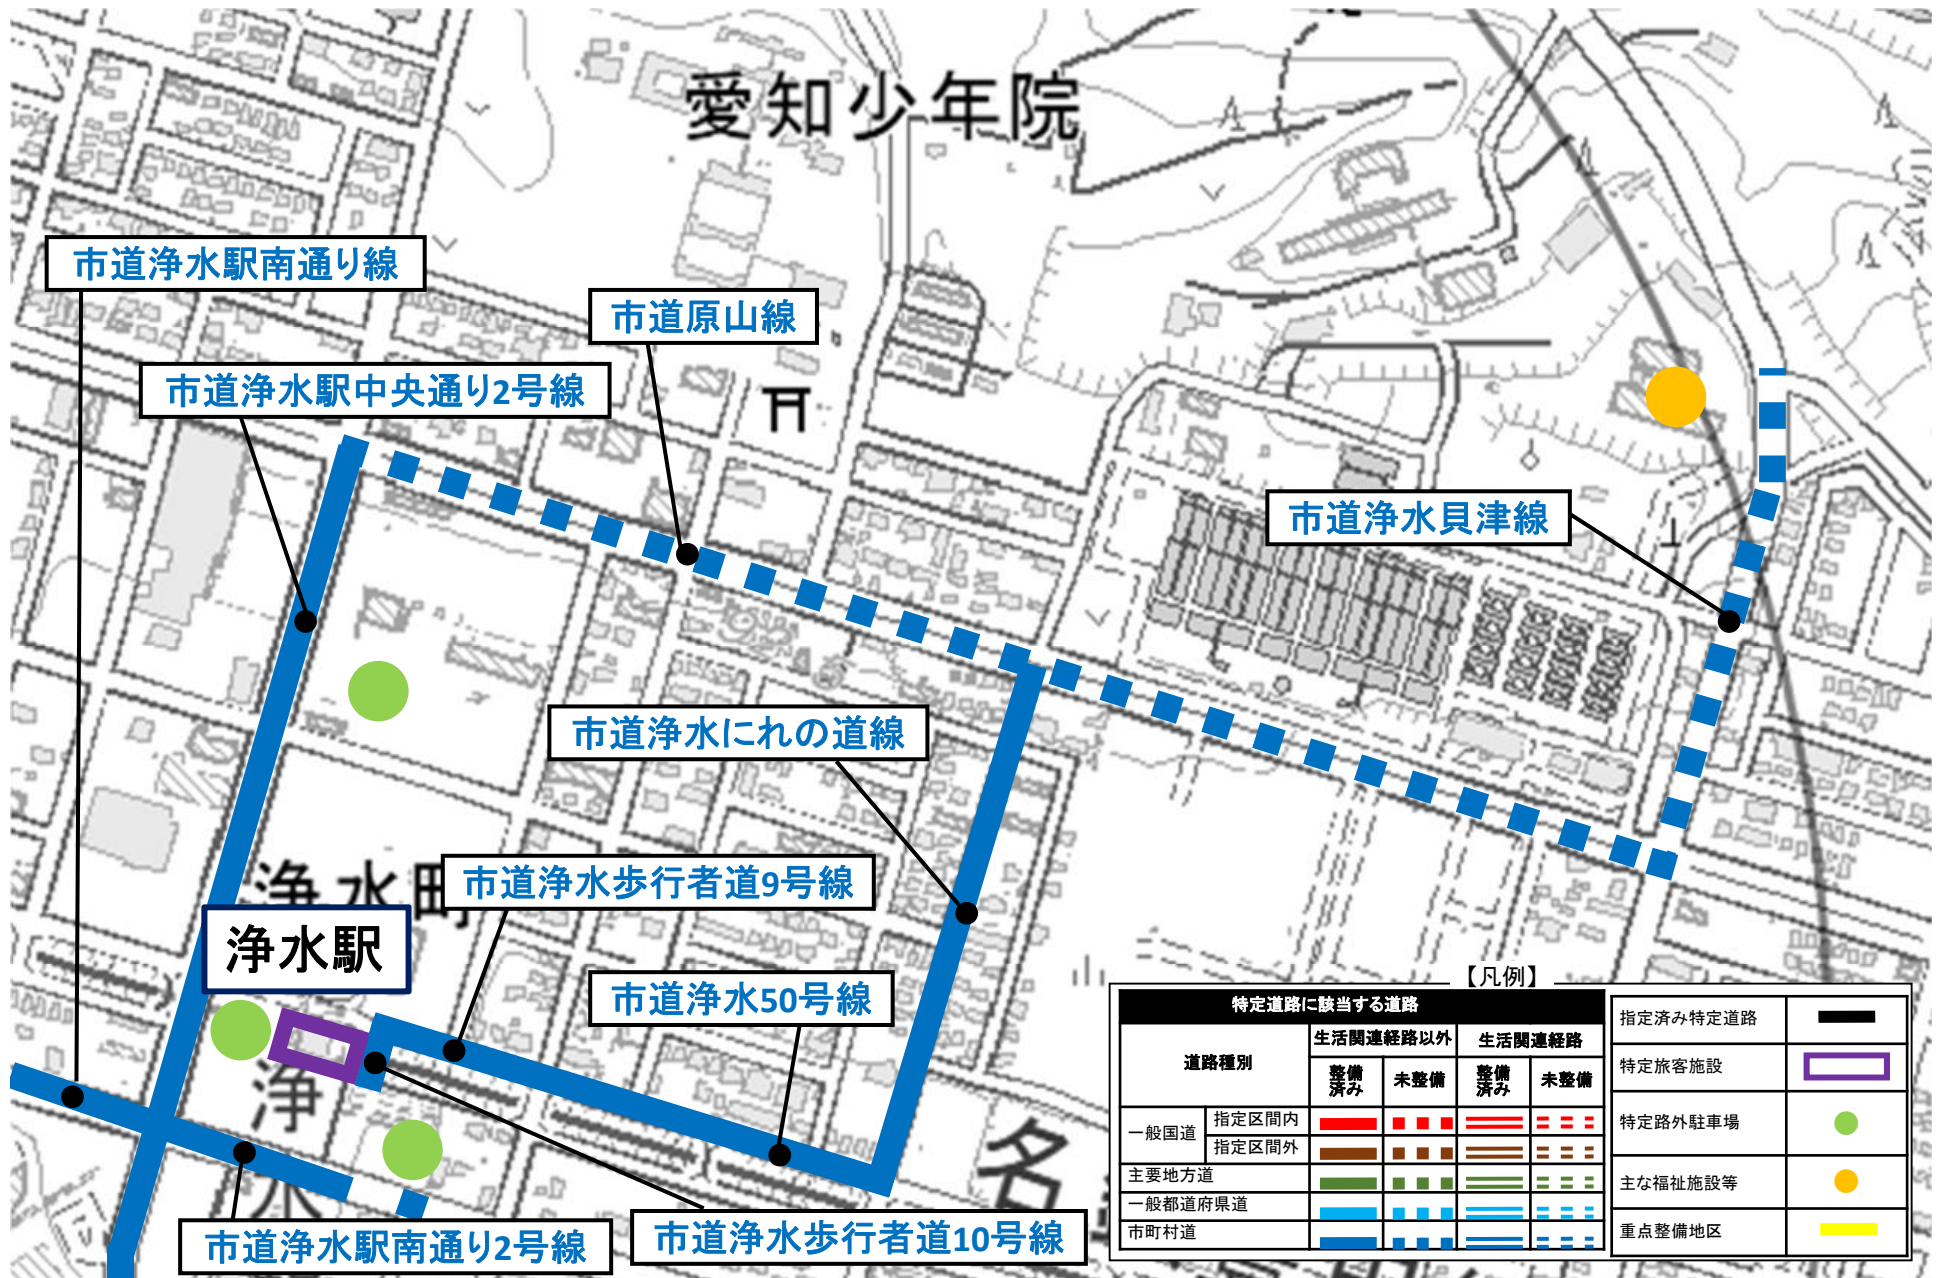 愛知少年院
市道浄水駅南通り線
市道原山線
市道浄水駅中央通り2号線
市道浄水貝津線
市道浄水にれの道線
浄水町
市道浄水歩行者道9号線
浄水駅
市道浄水50号線
浄水
名
市道浄水歩行者道10号線
市道浄水駅南通り2号線
【凡例】
特定道路に該当する道路
道路種別
生活関連経路以外
生活関連経路
整備済み
未整備
整備済み
未整備
一般国道
指定区間内
指定区間外
主要地方道
一般都道府県道
市町村道
指定済み特定道路
特定旅客施設
特定路外駐車場
主な福祉施設等
重点整備地区